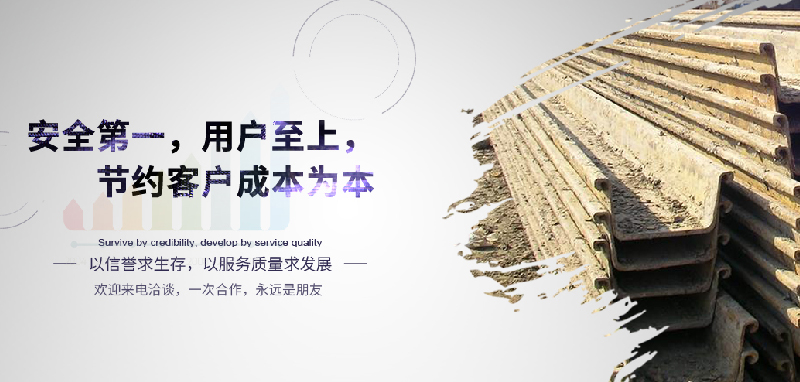 安全第一，用户至上，
节约客户成本为本
Survive by credibility, develop by service quality
以信誉求生存，以服务质量求发展
欢迎来电洽谈，一次合作，永远是朋友